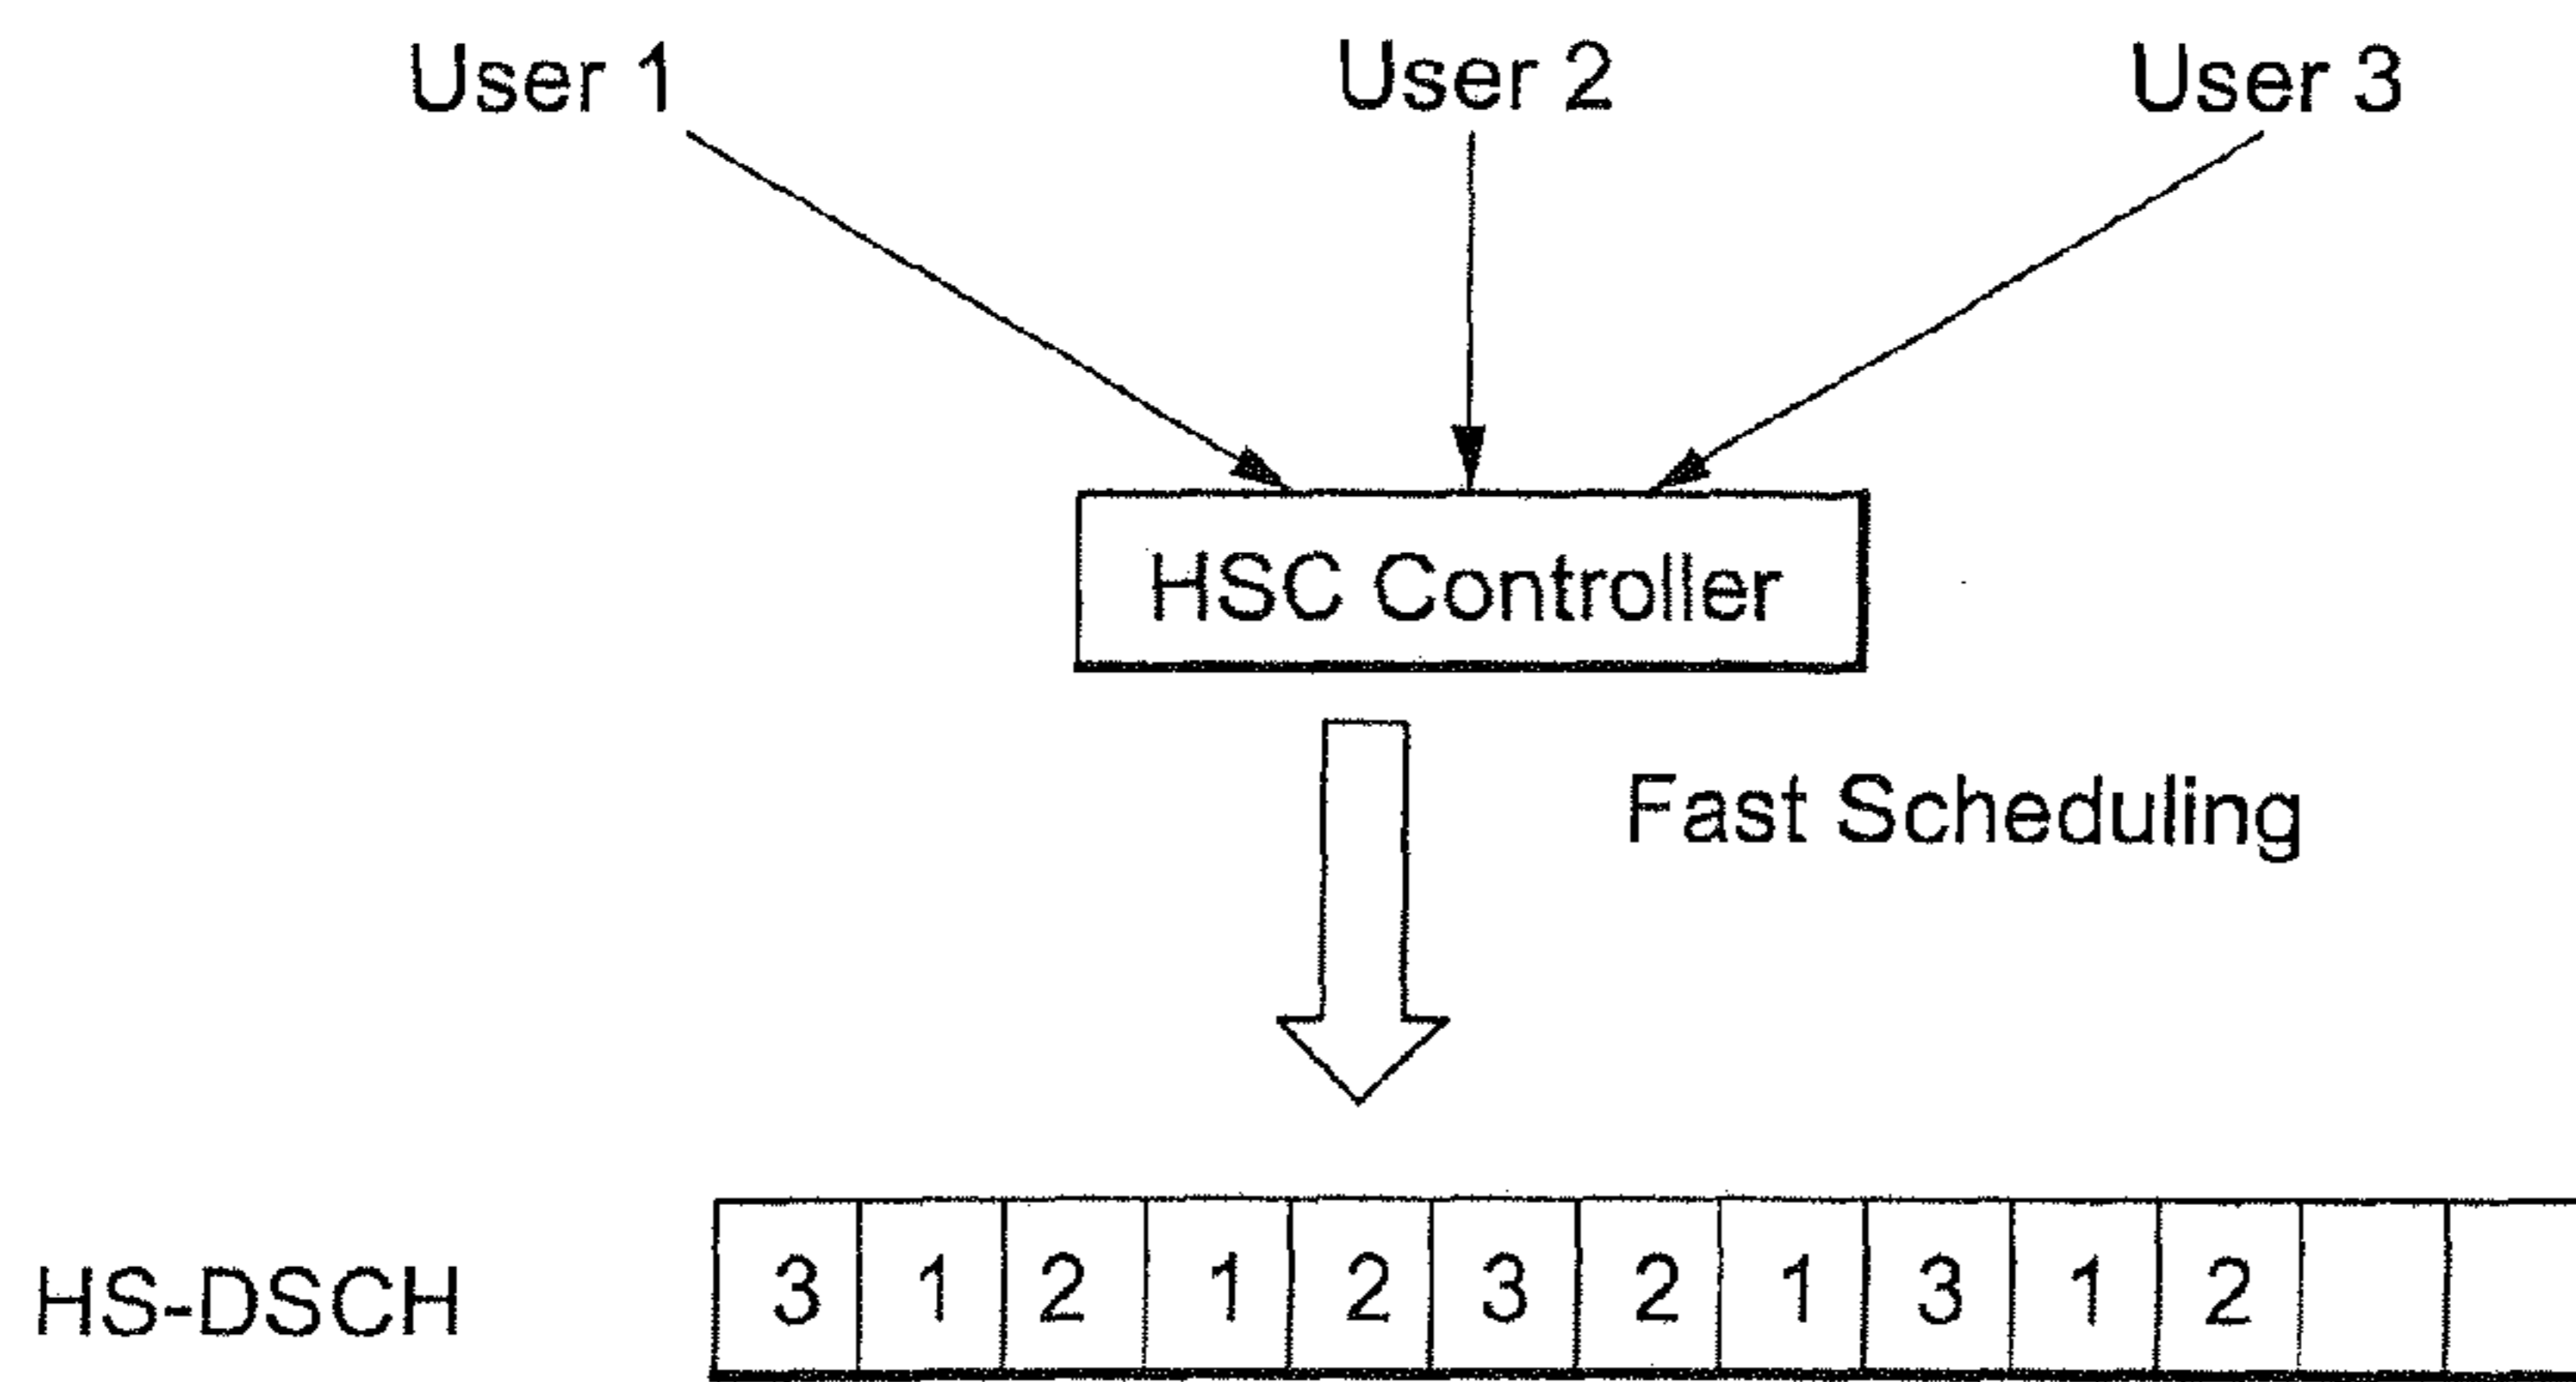 User 1 User 2 User 3
HSC Controller
Fast Scheduling
HS-DSCH 3 1 2 1 2 3 2 1 3 1 2